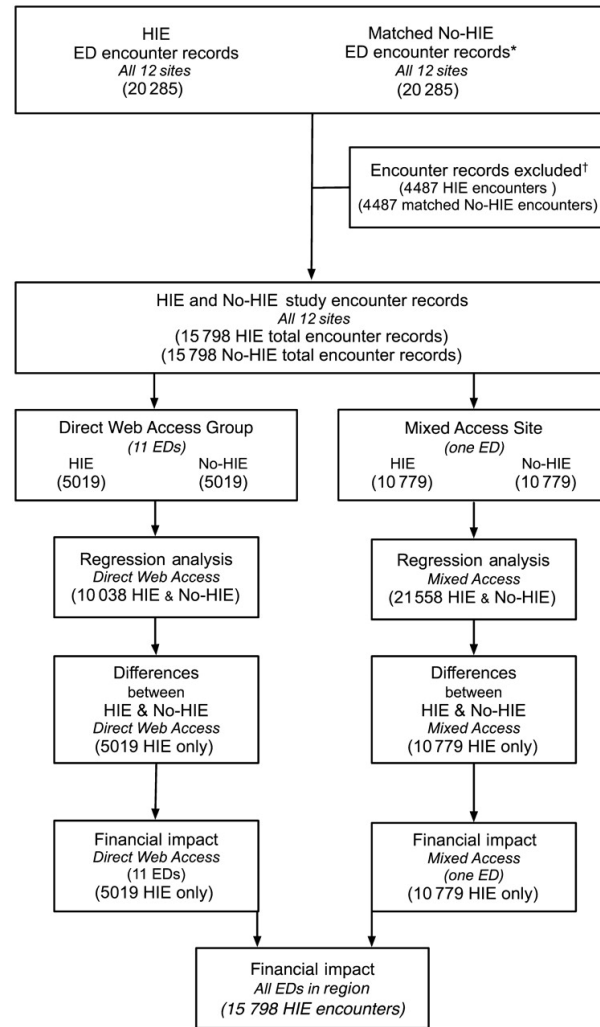 HIE
ED encounter records
All 12 sites
(20 285)
Matched No-HIE
ED encounter records*
All 12 sites
(20 285)
Encounter records excluded†
(4487 HIE encounters )
(4487 matched No-HIE encounters)
HIE and No-HIE study encounter records
All 12 sites
(15 798 HIE total encounter records)
(15 798 No-HIE total encounter records)
Direct Web Access Group
(11 EDs)
HIE
(5019)
No-HIE
(5019)
Mixed Access Site
(one ED)
HIE
(10 779)
No-HIE
(10 779)
Regression analysis
Direct Web Access
(10 038 HIE & No-HIE)
Regression analysis
Mixed Access
(21 558 HIE & No-HIE)
Differences
between
HIE & No-HIE
Direct Web Access
(5019 HIE only)
Differences
between
HIE & No-HIE
Mixed Access
(10 779 HIE only)
Financial impact
Direct Web Access
(11 EDs)
(5019 HIE only)
Financial impact
Mixed Access
(one ED)
(10 779 HIE only)
Financial impact
All EDs in region
(15 798 HIE encounters)